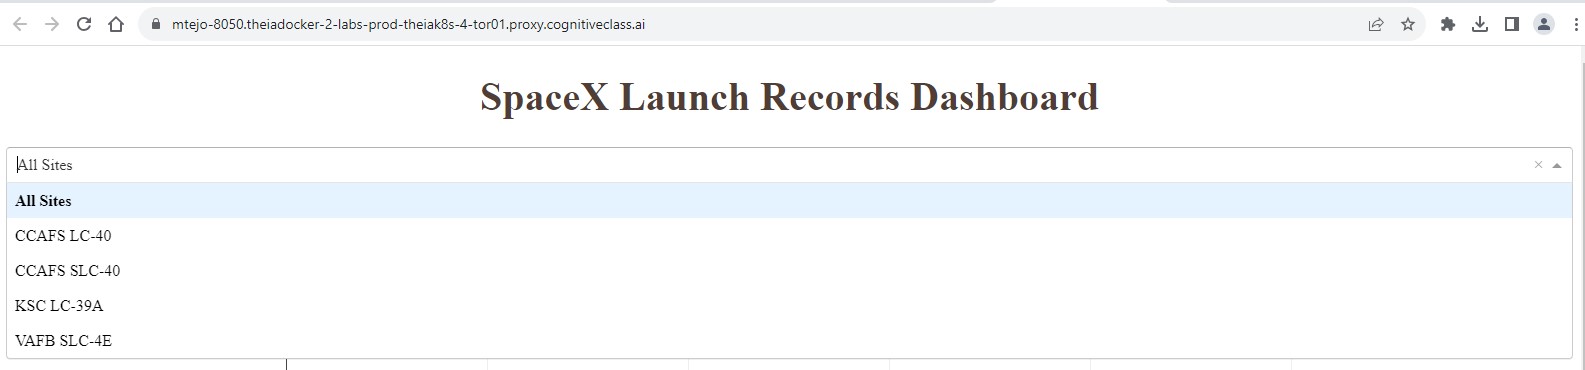 mtejo-8050.theiadocker-2-labs-prod-theiak8s-4-tor01.proxy.cognitiveclass.ai
SpaceX Launch Records Dashboard
All Sites
All Sites
CCAFS LC-40
CCAFS SLC-40
KSC LC-39A
VAFB SLC-4E